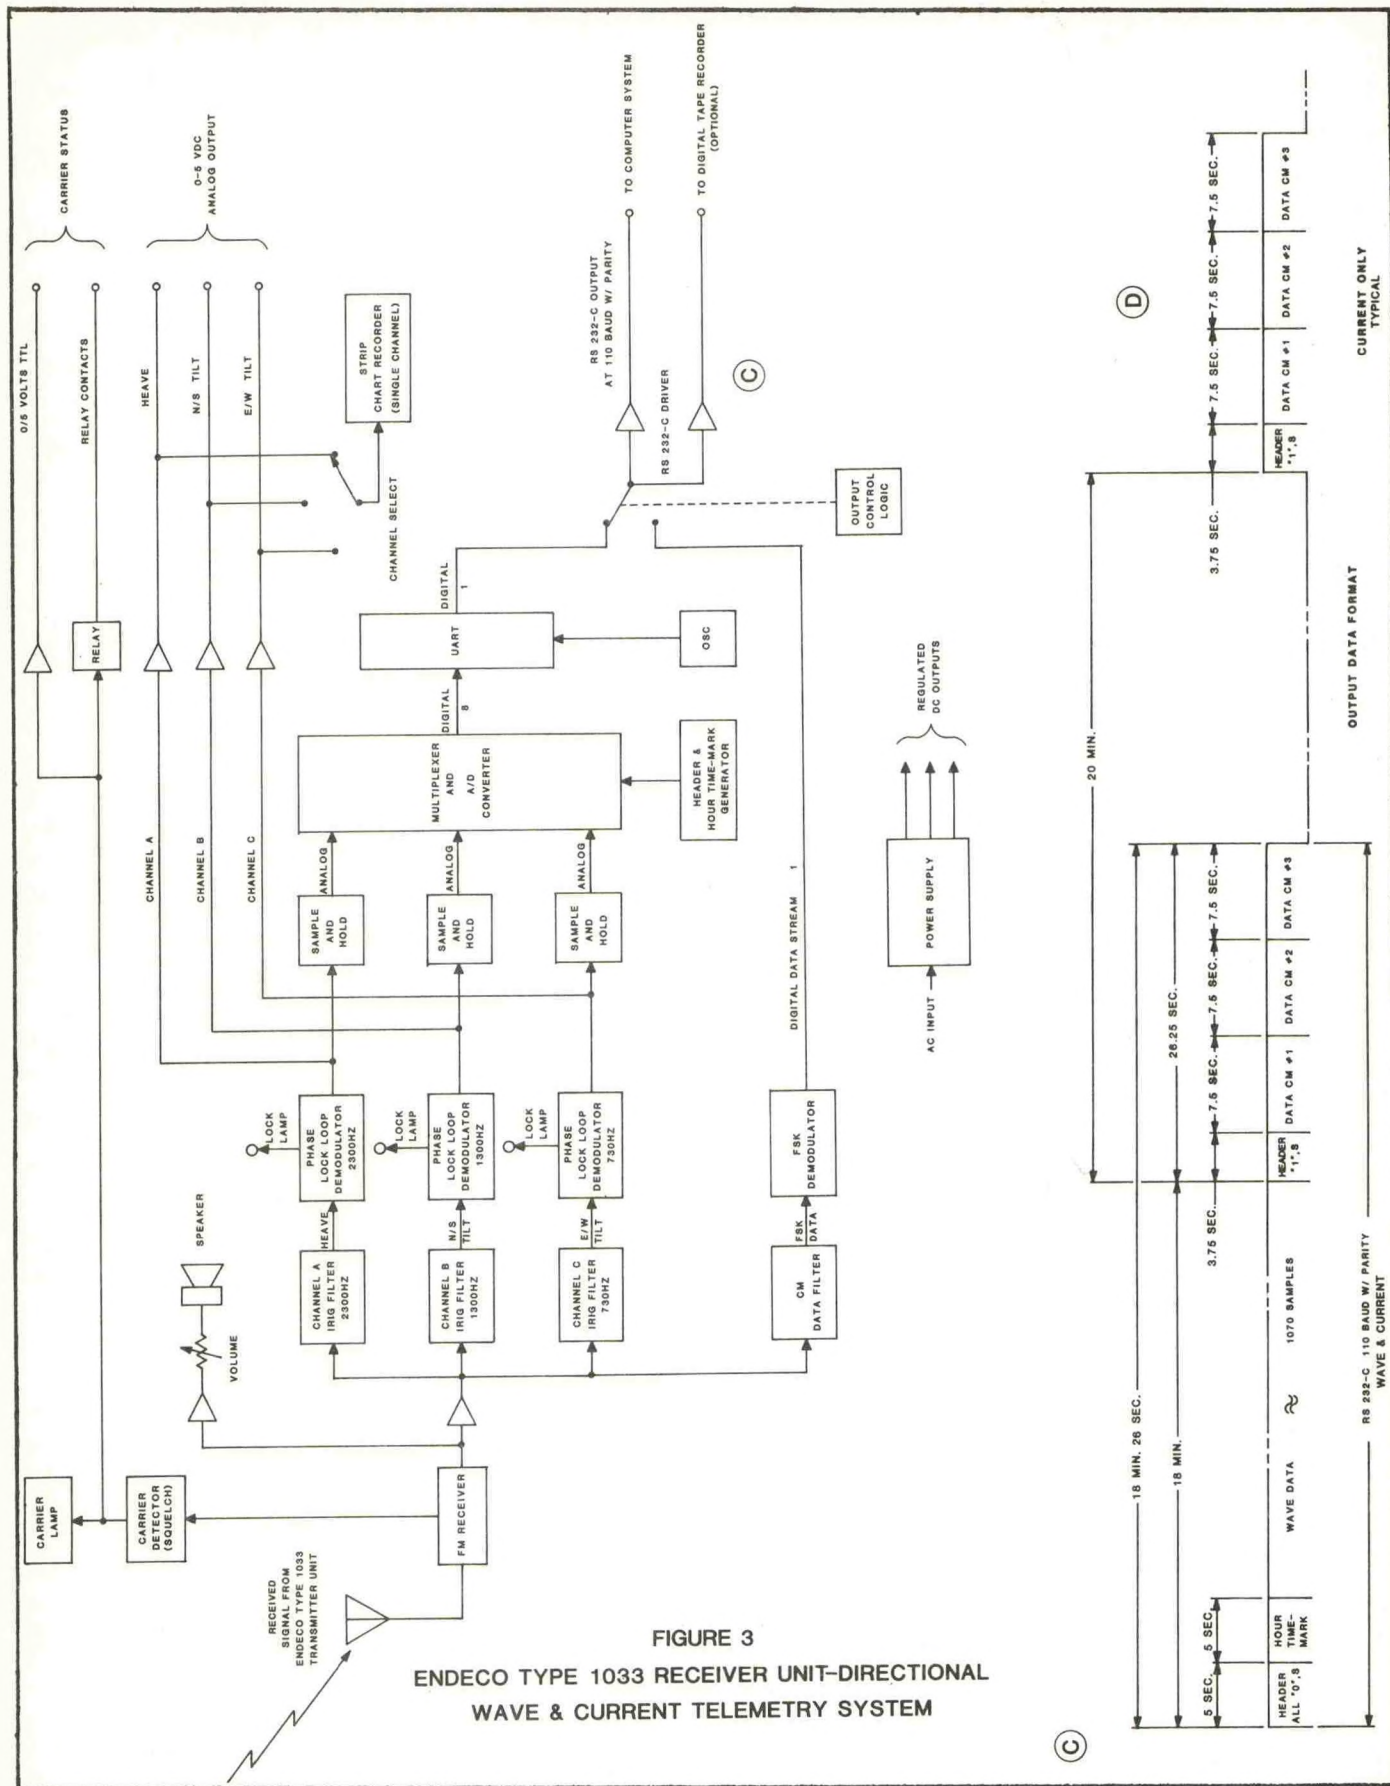 CARRIER
LAMP
CARRIER
DETECTOR
(SQUELCH)
RECEIVED
SIGNAL FROM
ENDECO TYPE 1033
TRANSMITTER UNIT
FM RECEIVER
VOLUME
SPEAKER
CHANNEL A
IRIG FILTER
2300HZ
HEAVE
PHASE
LOCK LOOP
DEMODULATOR
2300HZ
LOCK
LAMP
CHANNEL B
IRIG FILTER
1300HZ
N/S
TILT
PHASE
LOCK LOOP
DEMODULATOR
1300HZ
LOCK
LAMP
CHANNEL C
IRIG FILTER
730HZ
E/W
TILT
PHASE
LOCK LOOP
DEMODULATOR
730HZ
LOCK
LAMP
CM
DATA FILTER
FSK
DATA
FSK
DEMODULATOR
DIGITAL DATA STREAM 1
SAMPLE
AND
HOLD
ANALOG
SAMPLE
AND
HOLD
ANALOG
SAMPLE
AND
HOLD
ANALOG
CHANNEL A
CHANNEL B
CHANNEL C
MULTIPLEXER
AND
A/D
CONVERTER
HEADER &
HOUR TIME-MARK
GENERATOR
DIGITAL
8
UART
OSC
DIGITAL
1
RELAY
0/5 VOLTS TTL
RELAY CONTACTS
CARRIER STATUS
HEAVE
N/S TILT
E/W TILT
0-5 VDC
ANALOG OUTPUT
CHANNEL SELECT
STRIP
CHART RECORDER
(SINGLE CHANNEL)
OUTPUT
CONTROL
LOGIC
RS 232-C OUTPUT
AT 110 BAUD W/ PARITY
RS 232-C DRIVER
TO COMPUTER SYSTEM
TO DIGITAL TAPE RECORDER
(OPTIONAL)
C
AC INPUT
POWER SUPPLY
REGULATED
DC OUTPUTS
FIGURE 3
ENDECO TYPE 1033 RECEIVER UNIT-DIRECTIONAL
WAVE & CURRENT TELEMETRY SYSTEM
C
D
20 MIN.
18 MIN. 26 SEC.
18 MIN.
26.25 SEC.
5 SEC.
5 SEC.
3.75 SEC.
7.5 SEC.
7.5 SEC.
7.5 SEC.
3.75 SEC.
7.5 SEC.
7.5 SEC.
7.5 SEC.
HEADER
ALL "0",S
HOUR
TIME-
MARK
WAVE DATA
1070 SAMPLES
HEADER
"1",S
DATA CM #1
DATA CM #2
DATA CM #3
HEADER
"1",S
DATA CM #1
DATA CM #2
DATA CM #3
RS 232-C 110 BAUD W/ PARITY
WAVE & CURRENT
OUTPUT DATA FORMAT
CURRENT ONLY
TYPICAL